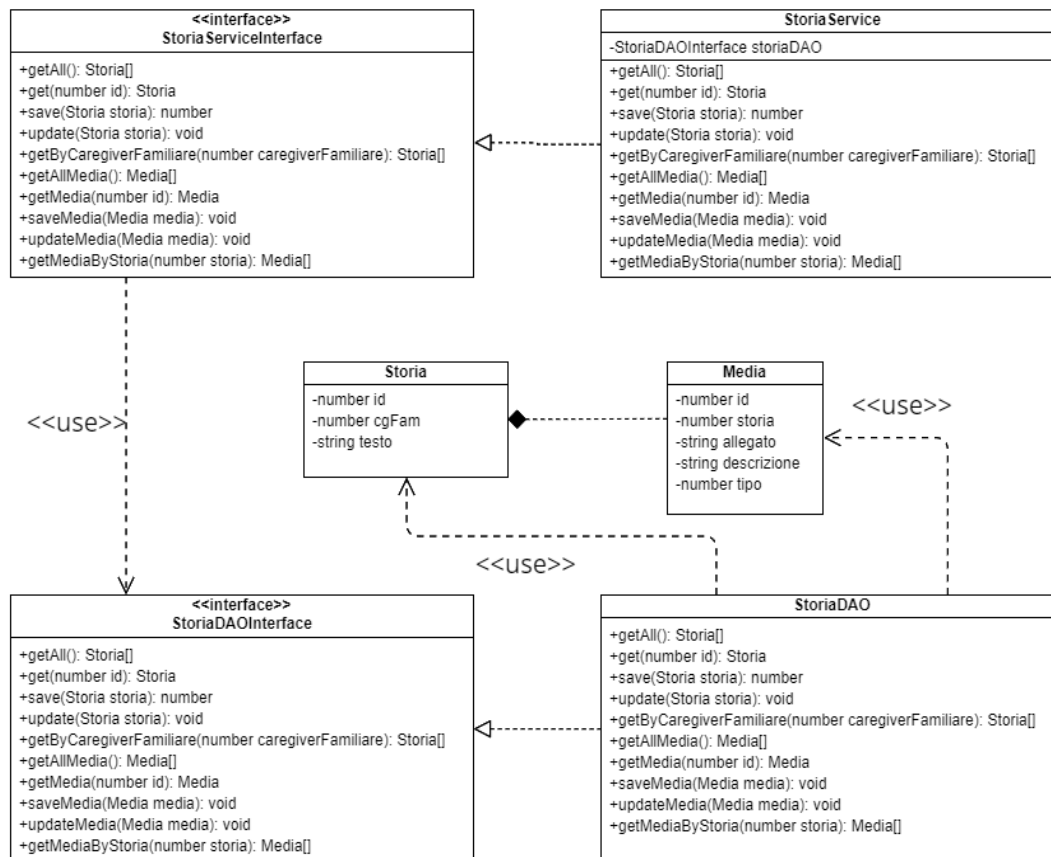 <<interface>>
StoriaServiceInterface
+getAll(): Storia[]
+get(number id): Storia
+save(Storia storia): number
+update(Storia storia): void
+getByCaregiverFamiliare(number caregiverFamiliare): Storia[]
+getAllMedia(): Media[]
+getMedia(number id): Media
+saveMedia(Media media): void
+updateMedia(Media media): void
+getMediaByStoria(number storia): Media[]
StoriaService
-StoriaDAOInterface storiaDAO
+getAll(): Storia[]
+get(number id): Storia
+save(Storia storia): number
+update(Storia storia): void
+getByCaregiverFamiliare(number caregiverFamiliare): Storia[]
+getAllMedia(): Media[]
+getMedia(number id): Media
+saveMedia(Media media): void
+updateMedia(Media media): void
+getMediaByStoria(number storia): Media[]
<<use>>
Storia
-number id
-number cgFam
-string testo
Media
-number id
-number storia
-string allegato
-string descrizione
-number tipo
<<use>>
<<use>>
<<interface>>
StoriaDAOInterface
+getAll(): Storia[]
+get(number id): Storia
+save(Storia storia): number
+update(Storia storia): void
+getByCaregiverFamiliare(number caregiverFamiliare): Storia[]
+getAllMedia(): Media[]
+getMedia(number id): Media
+saveMedia(Media media): void
+updateMedia(Media media): void
+getMediaByStoria(number storia): Media[]
StoriaDAO
+getAll(): Storia[]
+get(number id): Storia
+save(Storia storia): number
+update(Storia storia): void
+getByCaregiverFamiliare(number caregiverFamiliare): Storia[]
+getAllMedia(): Media[]
+getMedia(number id): Media
+saveMedia(Media media): void
+updateMedia(Media media): void
+getMediaByStoria(number storia): Media[]